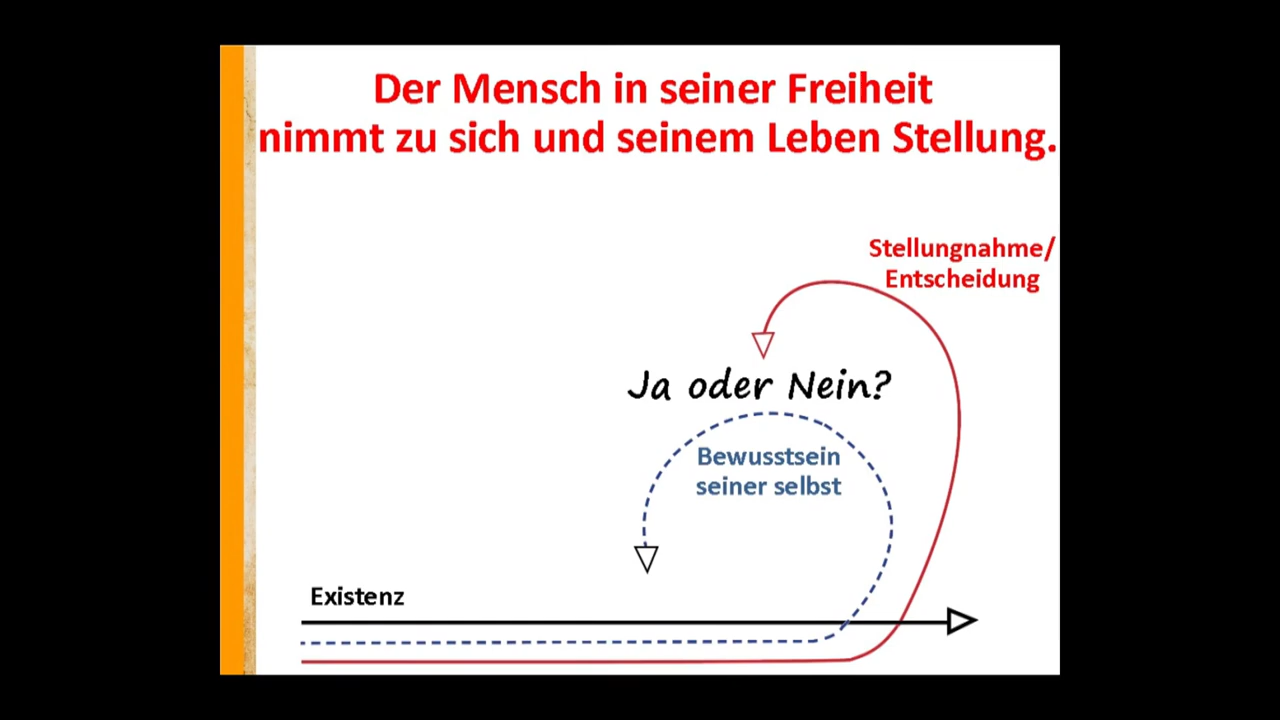 Der Mensch in seiner Freiheit
nimmt zu sich und seinem Leben Stellung.
Stellungnahme/
Entscheidung
Ja oder Nein?
Bewusstsein
seiner selbst
Existenz